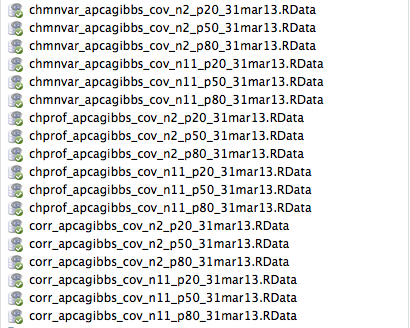 chmnvar_apcagibbs_cov_n2_p20_31mar13.RData
chmnvar_apcagibbs_cov_n2_p50_31mar13.RData
chmnvar_apcagibbs_cov_n2_p80_31mar13.RData
chmnvar_apcagibbs_cov_n11_p20_31mar13.RData
chmnvar_apcagibbs_cov_n11_p50_31mar13.RData
chmnvar_apcagibbs_cov_n11_p80_31mar13.RData
chprof_apcagibbs_cov_n2_p20_31mar13.RData
chprof_apcagibbs_cov_n2_p50_31mar13.RData
chprof_apcagibbs_cov_n2_p80_31mar13.RData
chprof_apcagibbs_cov_n11_p20_31mar13.RData
chprof_apcagibbs_cov_n11_p50_31mar13.RData
chprof_apcagibbs_cov_n11_p80_31mar13.RData
corr_apcagibbs_cov_n2_p20_31mar13.RData
corr_apcagibbs_cov_n2_p50_31mar13.RData
corr_apcagibbs_cov_n2_p80_31mar13.RData
corr_apcagibbs_cov_n11_p20_31mar13.RData
corr_apcagibbs_cov_n11_p50_31mar13.RData
corr_apcagibbs_cov_n11_p80_31mar13.RData